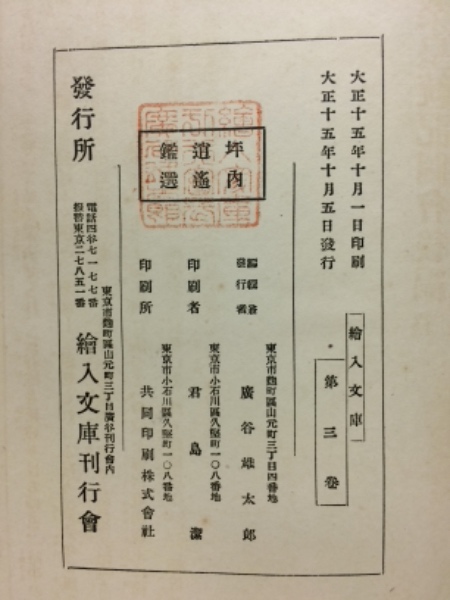 大正十五年十月一日印刷
大正十五年十月五日發行
繪入文庫
第三卷
坪內
逍遙
鑑選
編輯者
發行者
東京市麴町區山元町三丁目四番地
廣谷雄太郎
印刷者
東京市小石川區久堅町一〇八番地
君島潔
印刷所
東京市小石川區久堅町一〇八番地
共同印刷株式會社
發行所
東京市麴町區山元町三丁目廣谷刊行會內
繪入文庫刊行會
電話四谷七一七七番
振替東京二七八五一番